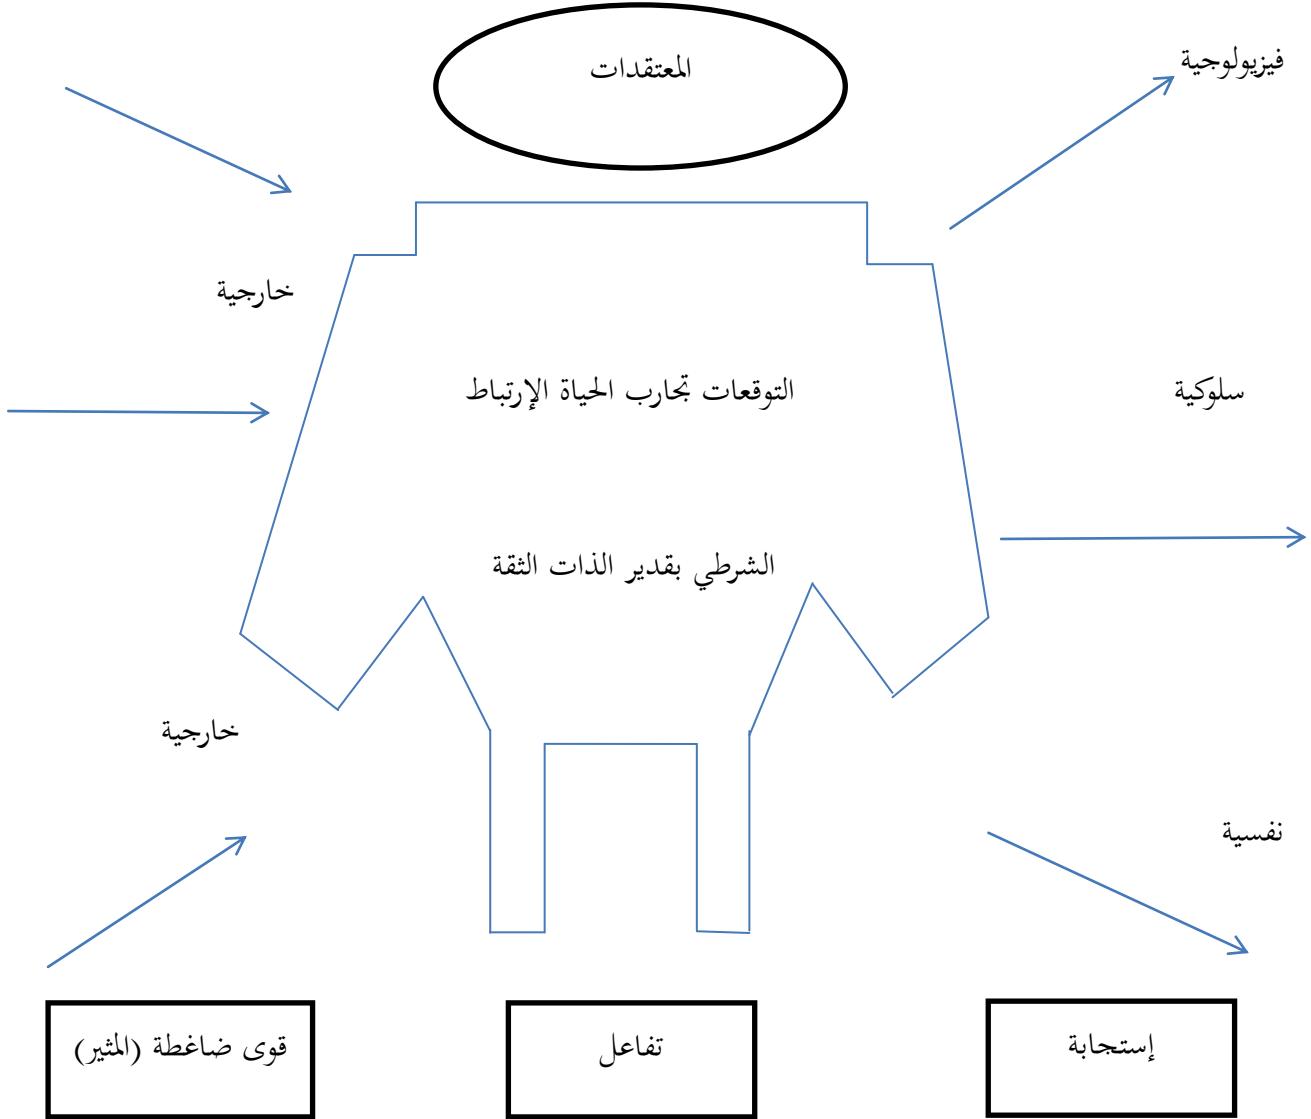 المعتقدات
فيزيولوجية
خارجية
التوقعات تجارب الحياة الإرتباط
سلوكية
الشرطي بقدير الذات الثقة
خارجية
نفسية
إستجابة
تفاعل
قوى ضاغطة (المثير)